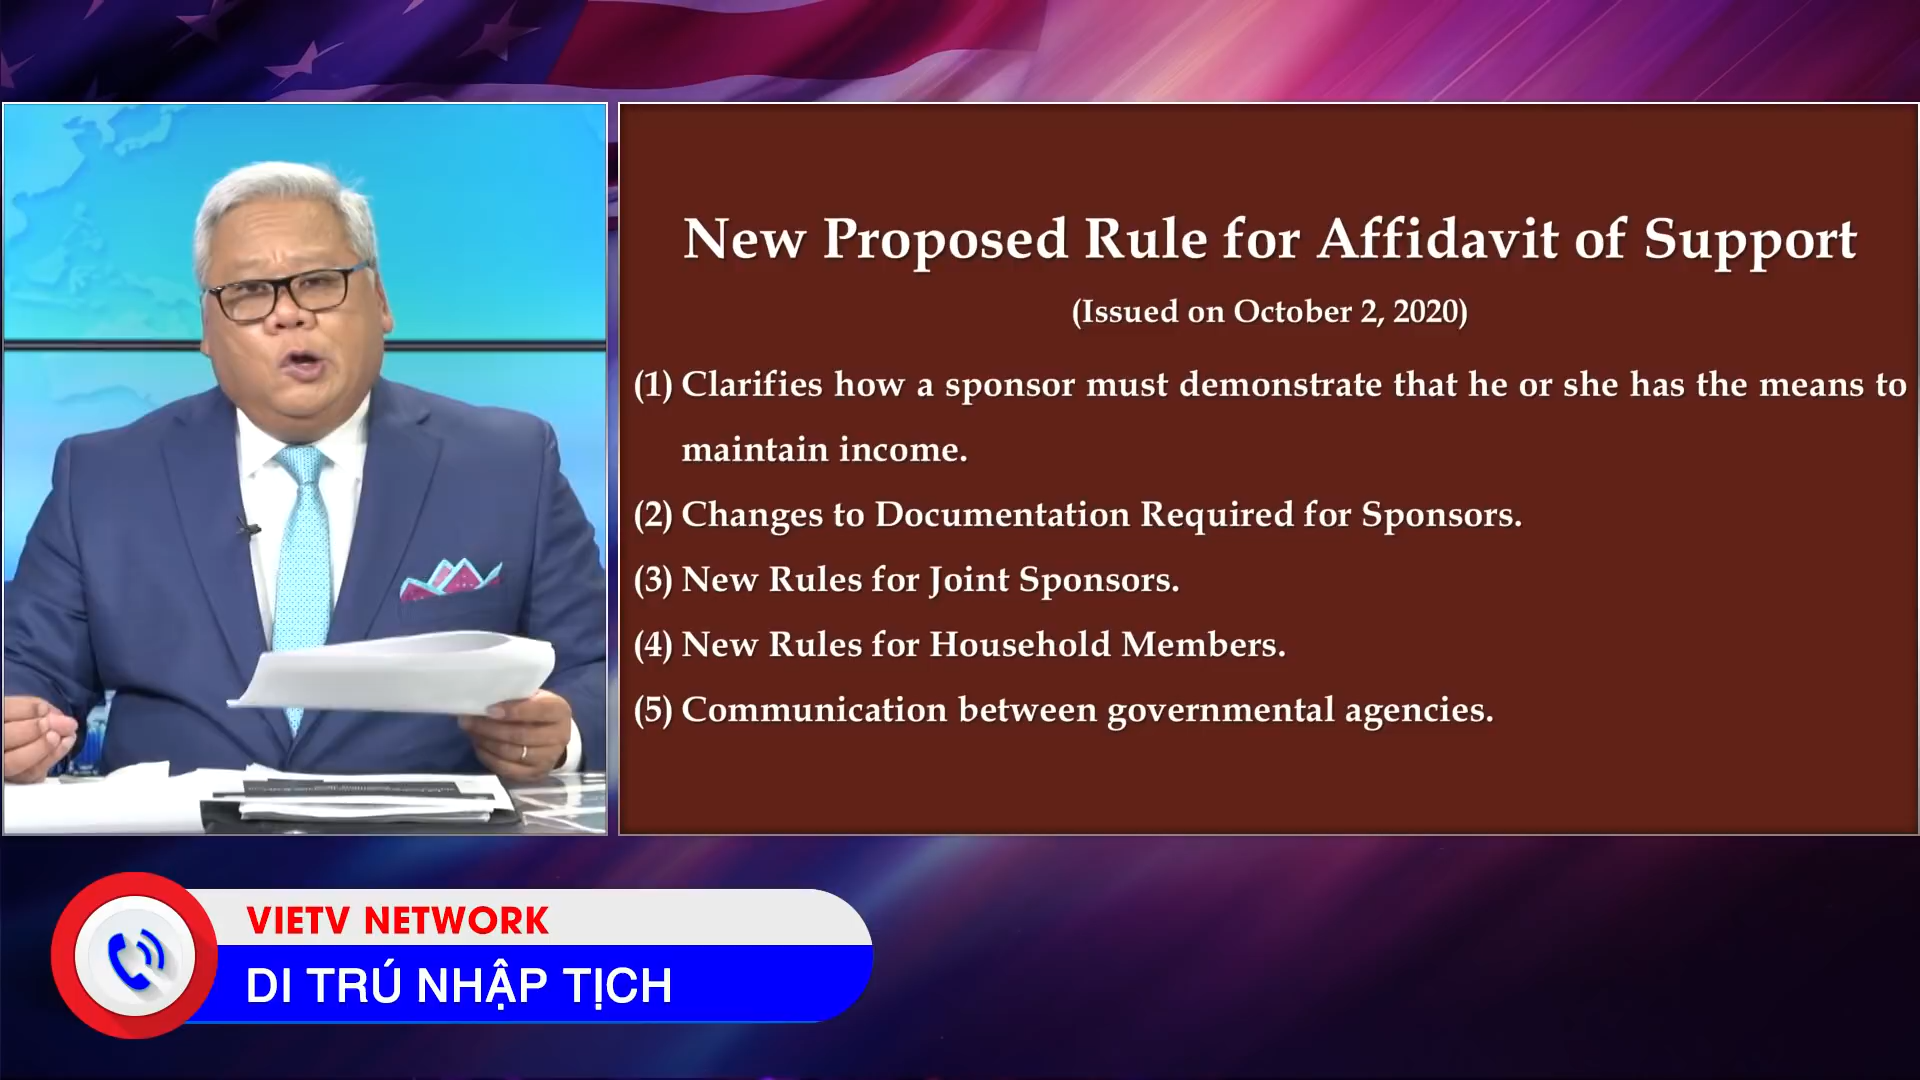 New Proposed Rule for Affidavit of Support
(Issued on October 2, 2020)
(1) Clarifies how a sponsor must demonstrate that he or she has the means to
maintain income.
(2) Changes to Documentation Required for Sponsors.
(3) New Rules for Joint Sponsors.
(4) New Rules for Household Members.
(5) Communication between governmental agencies.
VIETV NETWORK
DI TRÚ NHẬP TỊCH